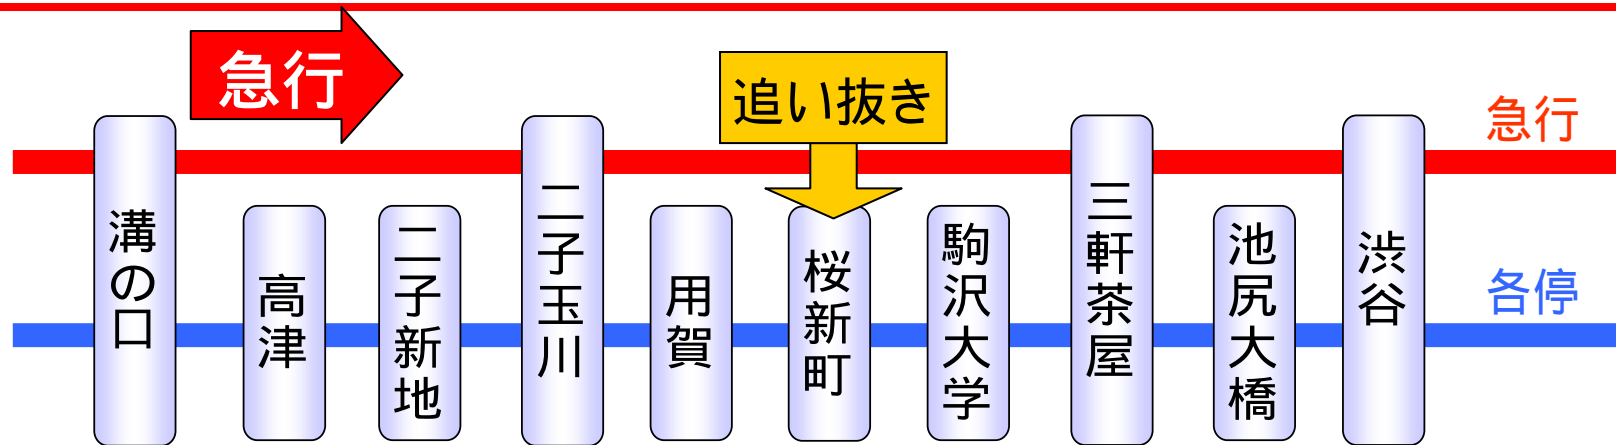 急行
追い抜き
急行
溝の口
高津
二子新地
二子玉川
用賀
桜新町
駒沢大学
三軒茶屋
池尻大橋
渋谷
各停